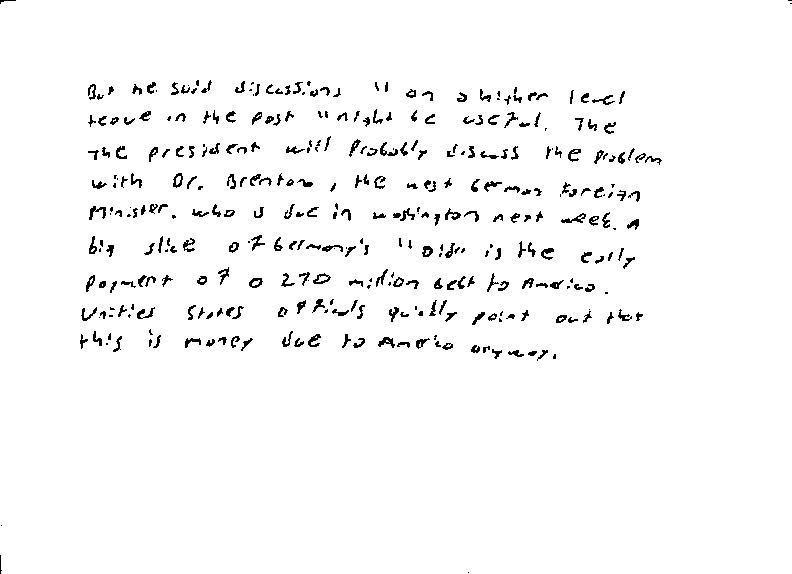 But he said discussions "on a higher level
leave in the past "might be useful. The
the president will probably discuss the problem
with Dr. Brentano, the west German Foreign
Minister. who is due in washington next week. A
big slice of Germany's "aid" is the early
payment of a 270 million debt to America.
Unities States officials quickly point out that
this is money due to America anyway.